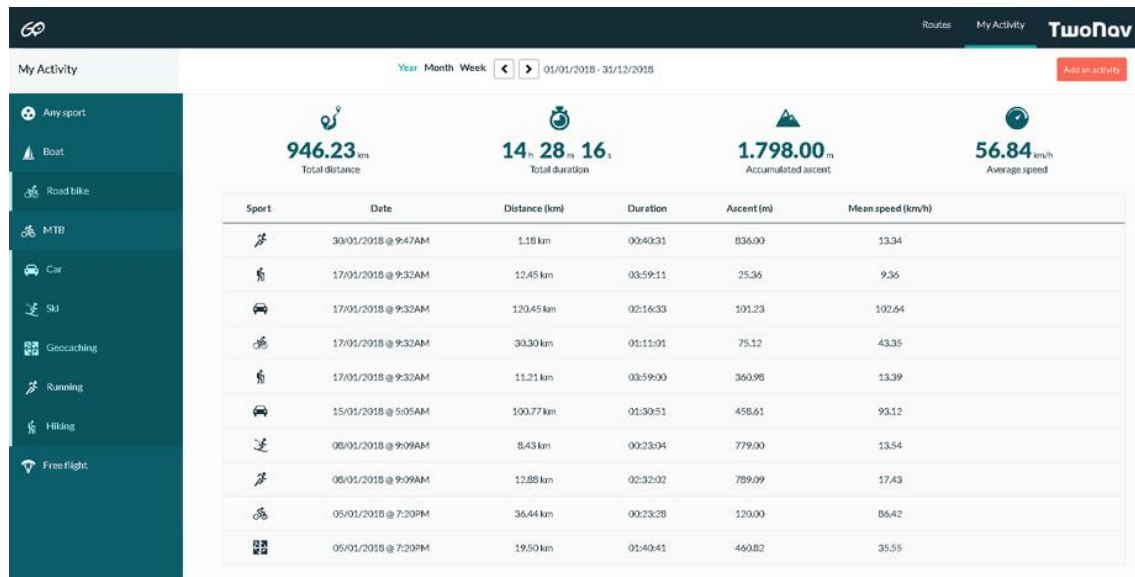 GO
Routes My Activity TwoNav
My Activity
Year Month Week < > 01/01/2018 - 31/12/2018
Add an activity
Any sport
Boat
Road bike
MTB
Car
Ski
Geocaching
Running
Hiking
Free flight
946.23 km
Total distance
14 h 28 m 16 s
Total duration
1.798.00 m
Accumulated ascent
56.84 km/h
Average speed
Sport Date Distance (km) Duration Ascent (m) Mean speed (km/h)
30/01/2018 @ 9:47AM 1.18 km 00:40:31 836.00 13.34
17/01/2018 @ 9:32AM 12.45 km 03:59:11 25.36 9.36
17/01/2018 @ 9:32AM 120.45 km 02:16:33 101.23 102.64
17/01/2018 @ 9:32AM 30.30 km 01:11:01 75.12 43.35
17/01/2018 @ 9:32AM 11.21 km 03:59:00 360.98 13.39
15/01/2018 @ 5:05AM 100.77 km 01:30:51 458.61 93.12
08/01/2018 @ 9:09AM 8.43 km 00:23:04 779.00 13.54
08/01/2018 @ 9:09AM 12.88 km 02:32:02 789.09 17.43
05/01/2018 @ 7:20PM 36.44 km 00:23:28 120.00 86.42
05/01/2018 @ 7:20PM 19.50 km 01:40:41 460.82 35.55